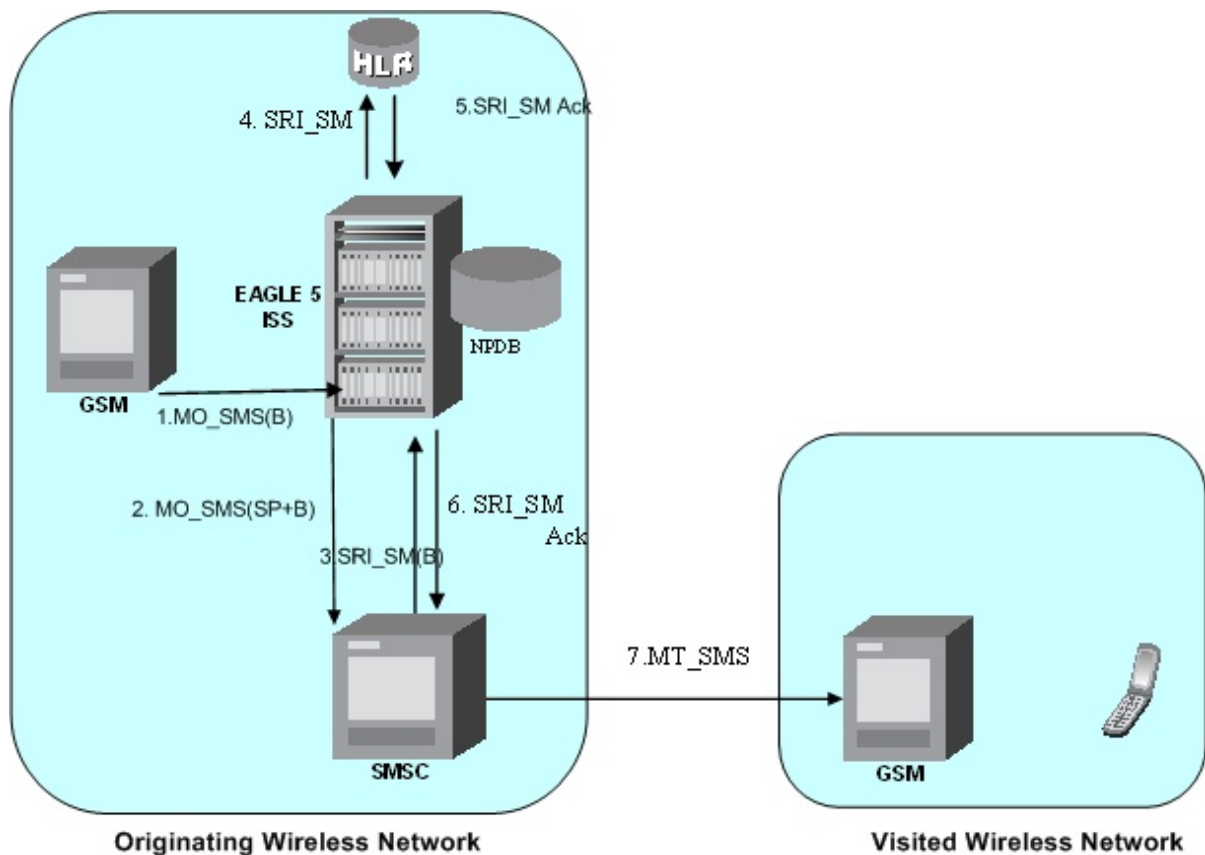 HLR
4. SRI_SM
5.SRI_SM Ack
EAGLE 5
ISS
NPDB
GSM
1.MO_SMS(B)
2. MO_SMS(SP+B)
3.SRI_SM(B)
6. SRI_SM
Ack
SMSC
7.MT_SMS
GSM
Originating Wireless Network
Visited Wireless Network